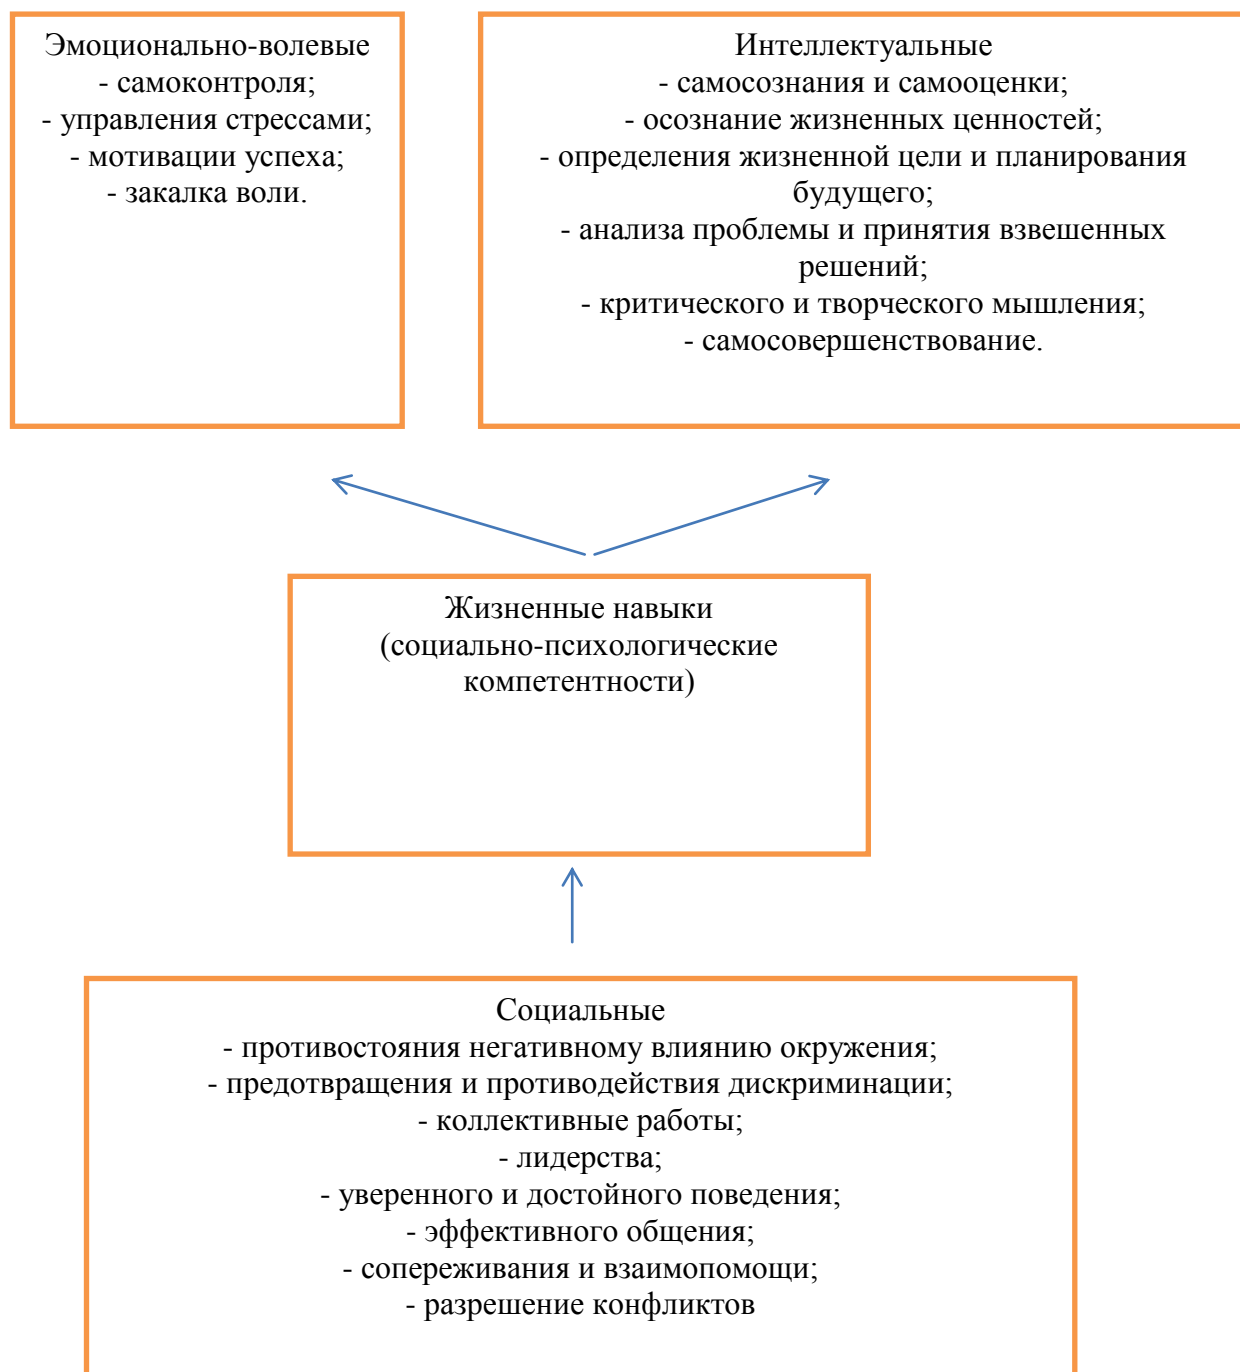 Эмоционально-волевые
- самоконтроля;
- управления стрессами;
- мотивации успеха;
- закалка воли.
Интеллектуальные
- самосознания и самооценки;
- осознание жизненных ценностей;
- определения жизненной цели и планирования
будущего;
- анализа проблемы и принятия взвешенных
решений;
- критического и творческого мышления;
- самосовершенствование.
Жизненные навыки
(социально-психологические
компетентности)
Социальные
- противостояния негативному влиянию окружения;
- предотвращения и противодействия дискриминации;
- коллективные работы;
- лидерства;
- уверенного и достойного поведения;
- эффективного общения;
- сопереживания и взаимопомощи;
- разрешение конфликтов